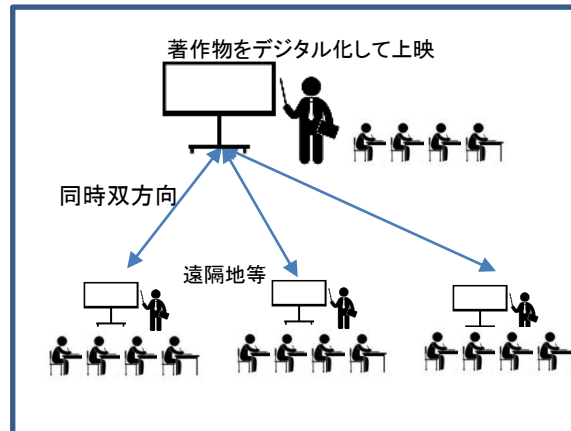 著作物をデジタル化して上映
同時双方向
遠隔地等